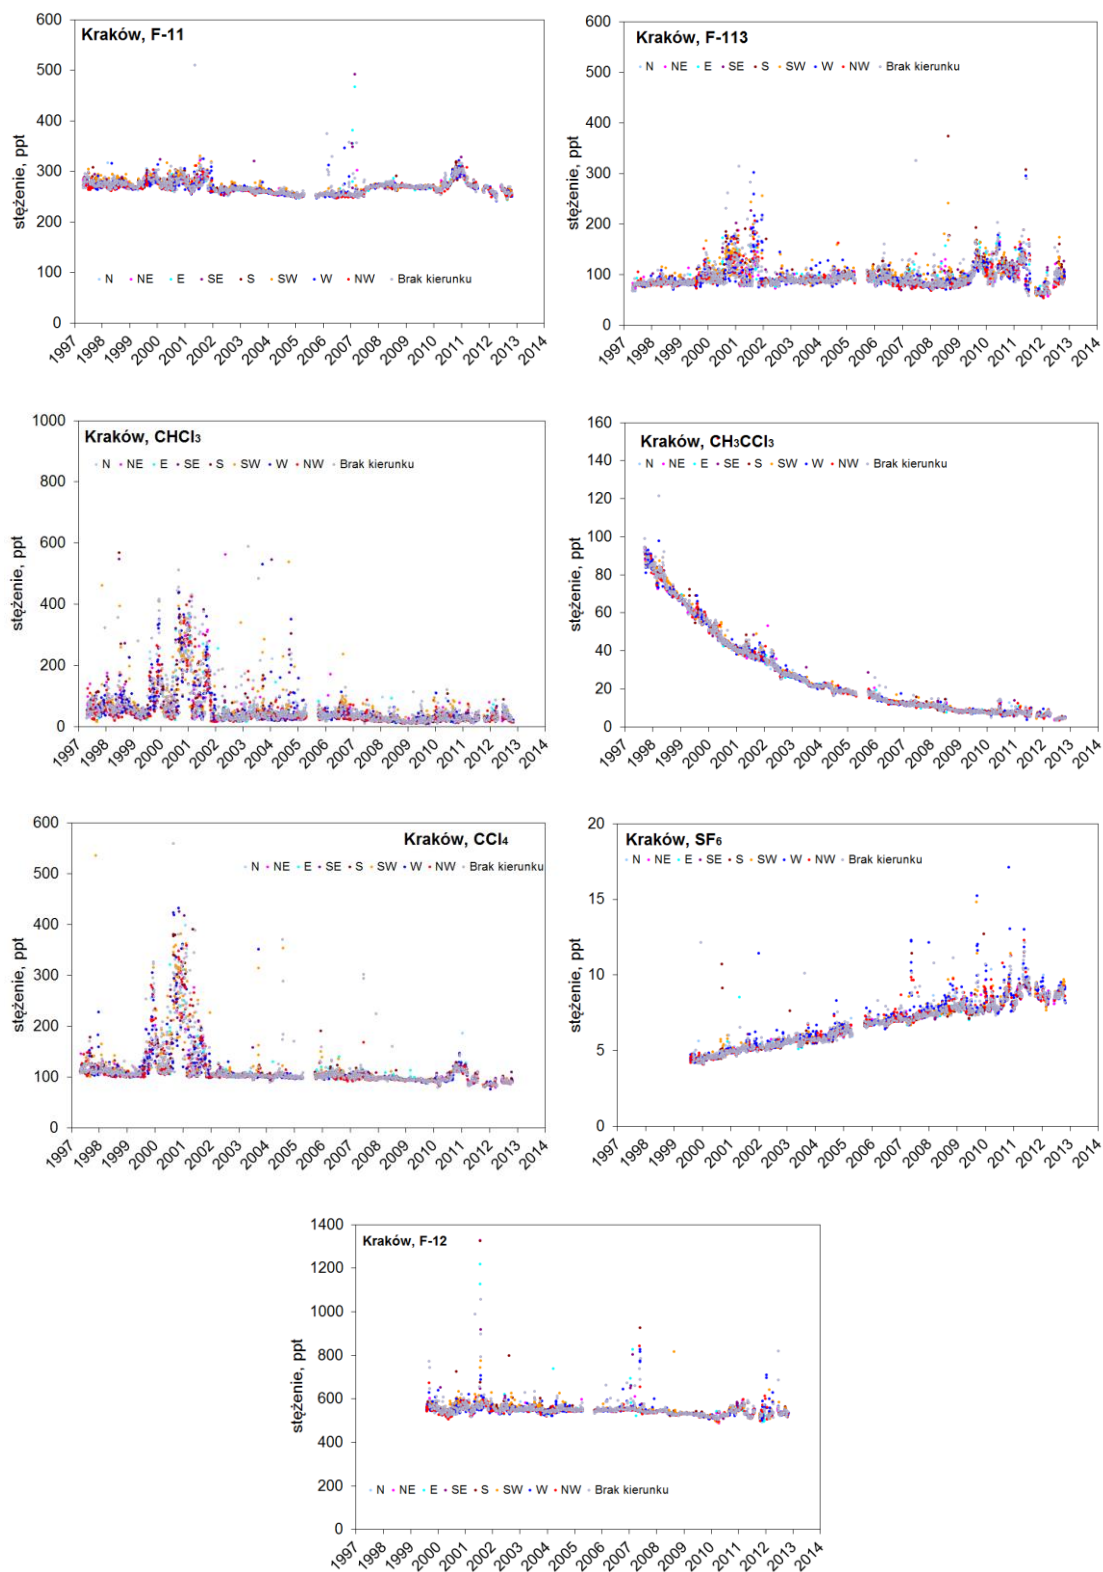 Kraków, F-11
stężenie, ppt
600
500
400
300
200
100
0
N NE E SE S SW W NW Brak kierunku
1997 1998 1999 2000 2001 2002 2003 2004 2005 2006 2007 2008 2009 2010 2011 2012 2013 2014
Kraków, F-113
N NE E SE S SW W NW Brak kierunku
stężenie, ppt
600
500
400
300
200
100
0
1997 1998 1999 2000 2001 2002 2003 2004 2005 2006 2007 2008 2009 2010 2011 2012 2013 2014
Kraków, CHCl₃
N NE E SE S SW W NW Brak kierunku
stężenie, ppt
1000
800
600
400
200
0
1997 1998 1999 2000 2001 2002 2003 2004 2005 2006 2007 2008 2009 2010 2011 2012 2013 2014
Kraków, CH₃CCl₃
N NE E SE S SW W NW Brak kierunku
stężenie, ppt
160
140
120
100
80
60
40
20
0
1997 1998 1999 2000 2001 2002 2003 2004 2005 2006 2007 2008 2009 2010 2011 2012 2013 2014
Kraków, CCl₄
N NE E SE S SW W NW Brak kierunku
stężenie, ppt
600
500
400
300
200
100
0
1997 1998 1999 2000 2001 2002 2003 2004 2005 2006 2007 2008 2009 2010 2011 2012 2013 2014
Kraków, SF₆
N NE E SE S SW W NW Brak kierunku
stężenie, ppt
20
15
10
5
0
1997 1998 1999 2000 2001 2002 2003 2004 2005 2006 2007 2008 2009 2010 2011 2012 2013 2014
Kraków, F-12
stężenie, ppt
1400
1200
1000
800
600
400
200
0
N NE E SE S SW W NW Brak kierunku
1997 1998 1999 2000 2001 2002 2003 2004 2005 2006 2007 2008 2009 2010 2011 2012 2013 2014